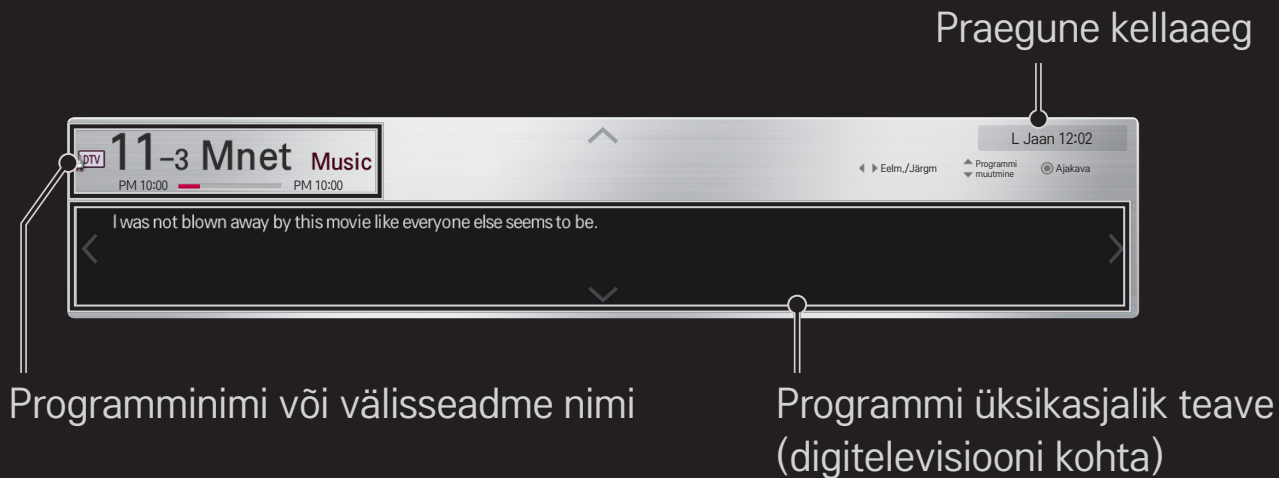 Praegune kellaaeg
DTV 11-3 Mnet Music
PM 10:00 PM 10:00
L Jaan 12:02
Eelm./Järgm
Programmi
muutmine
Ajakava
I was not blown away by this movie like everyone else seems to be.
Programminimi või välisseadme nimi
Programmi üksikasjalik teave
(digitelevisiooni kohta)